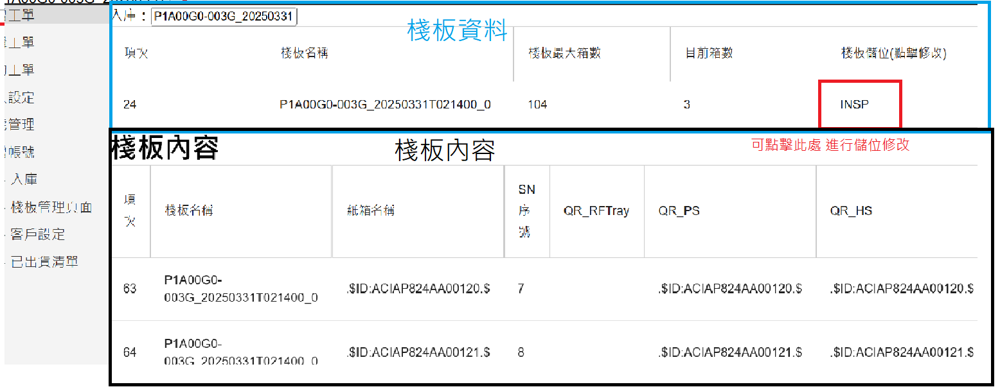 工單
入庫：P1A00G0-003G_20250331
棧板資料
工單
項次 棧板名稱 棧板最大箱數 目前箱數 棧板儲位(點擊修改)
工單
設定
24 P1A00G0-003G_20250331T021400_0 104 3 INSP
管理
棧板內容 棧板內容 可點擊此處 進行儲位修改
帳號
入庫
棧板管理頁面
客戶設定
已出貨清單
項次 棧板名稱 紙箱名稱 SN序號 QR_RFTray QR_PS QR_HS
63 P1A00G0-003G_20250331T021400_0 .$ID:ACIAP824AA00120.$ 7 .$ID:ACIAP824AA00120.$ .$ID:ACIAP824AA00120.$
64 P1A00G0-003G_20250331T021400_0 .$ID:ACIAP824AA00121.$ 8 .$ID:ACIAP824AA00121.$ .$ID:ACIAP824AA00121.$